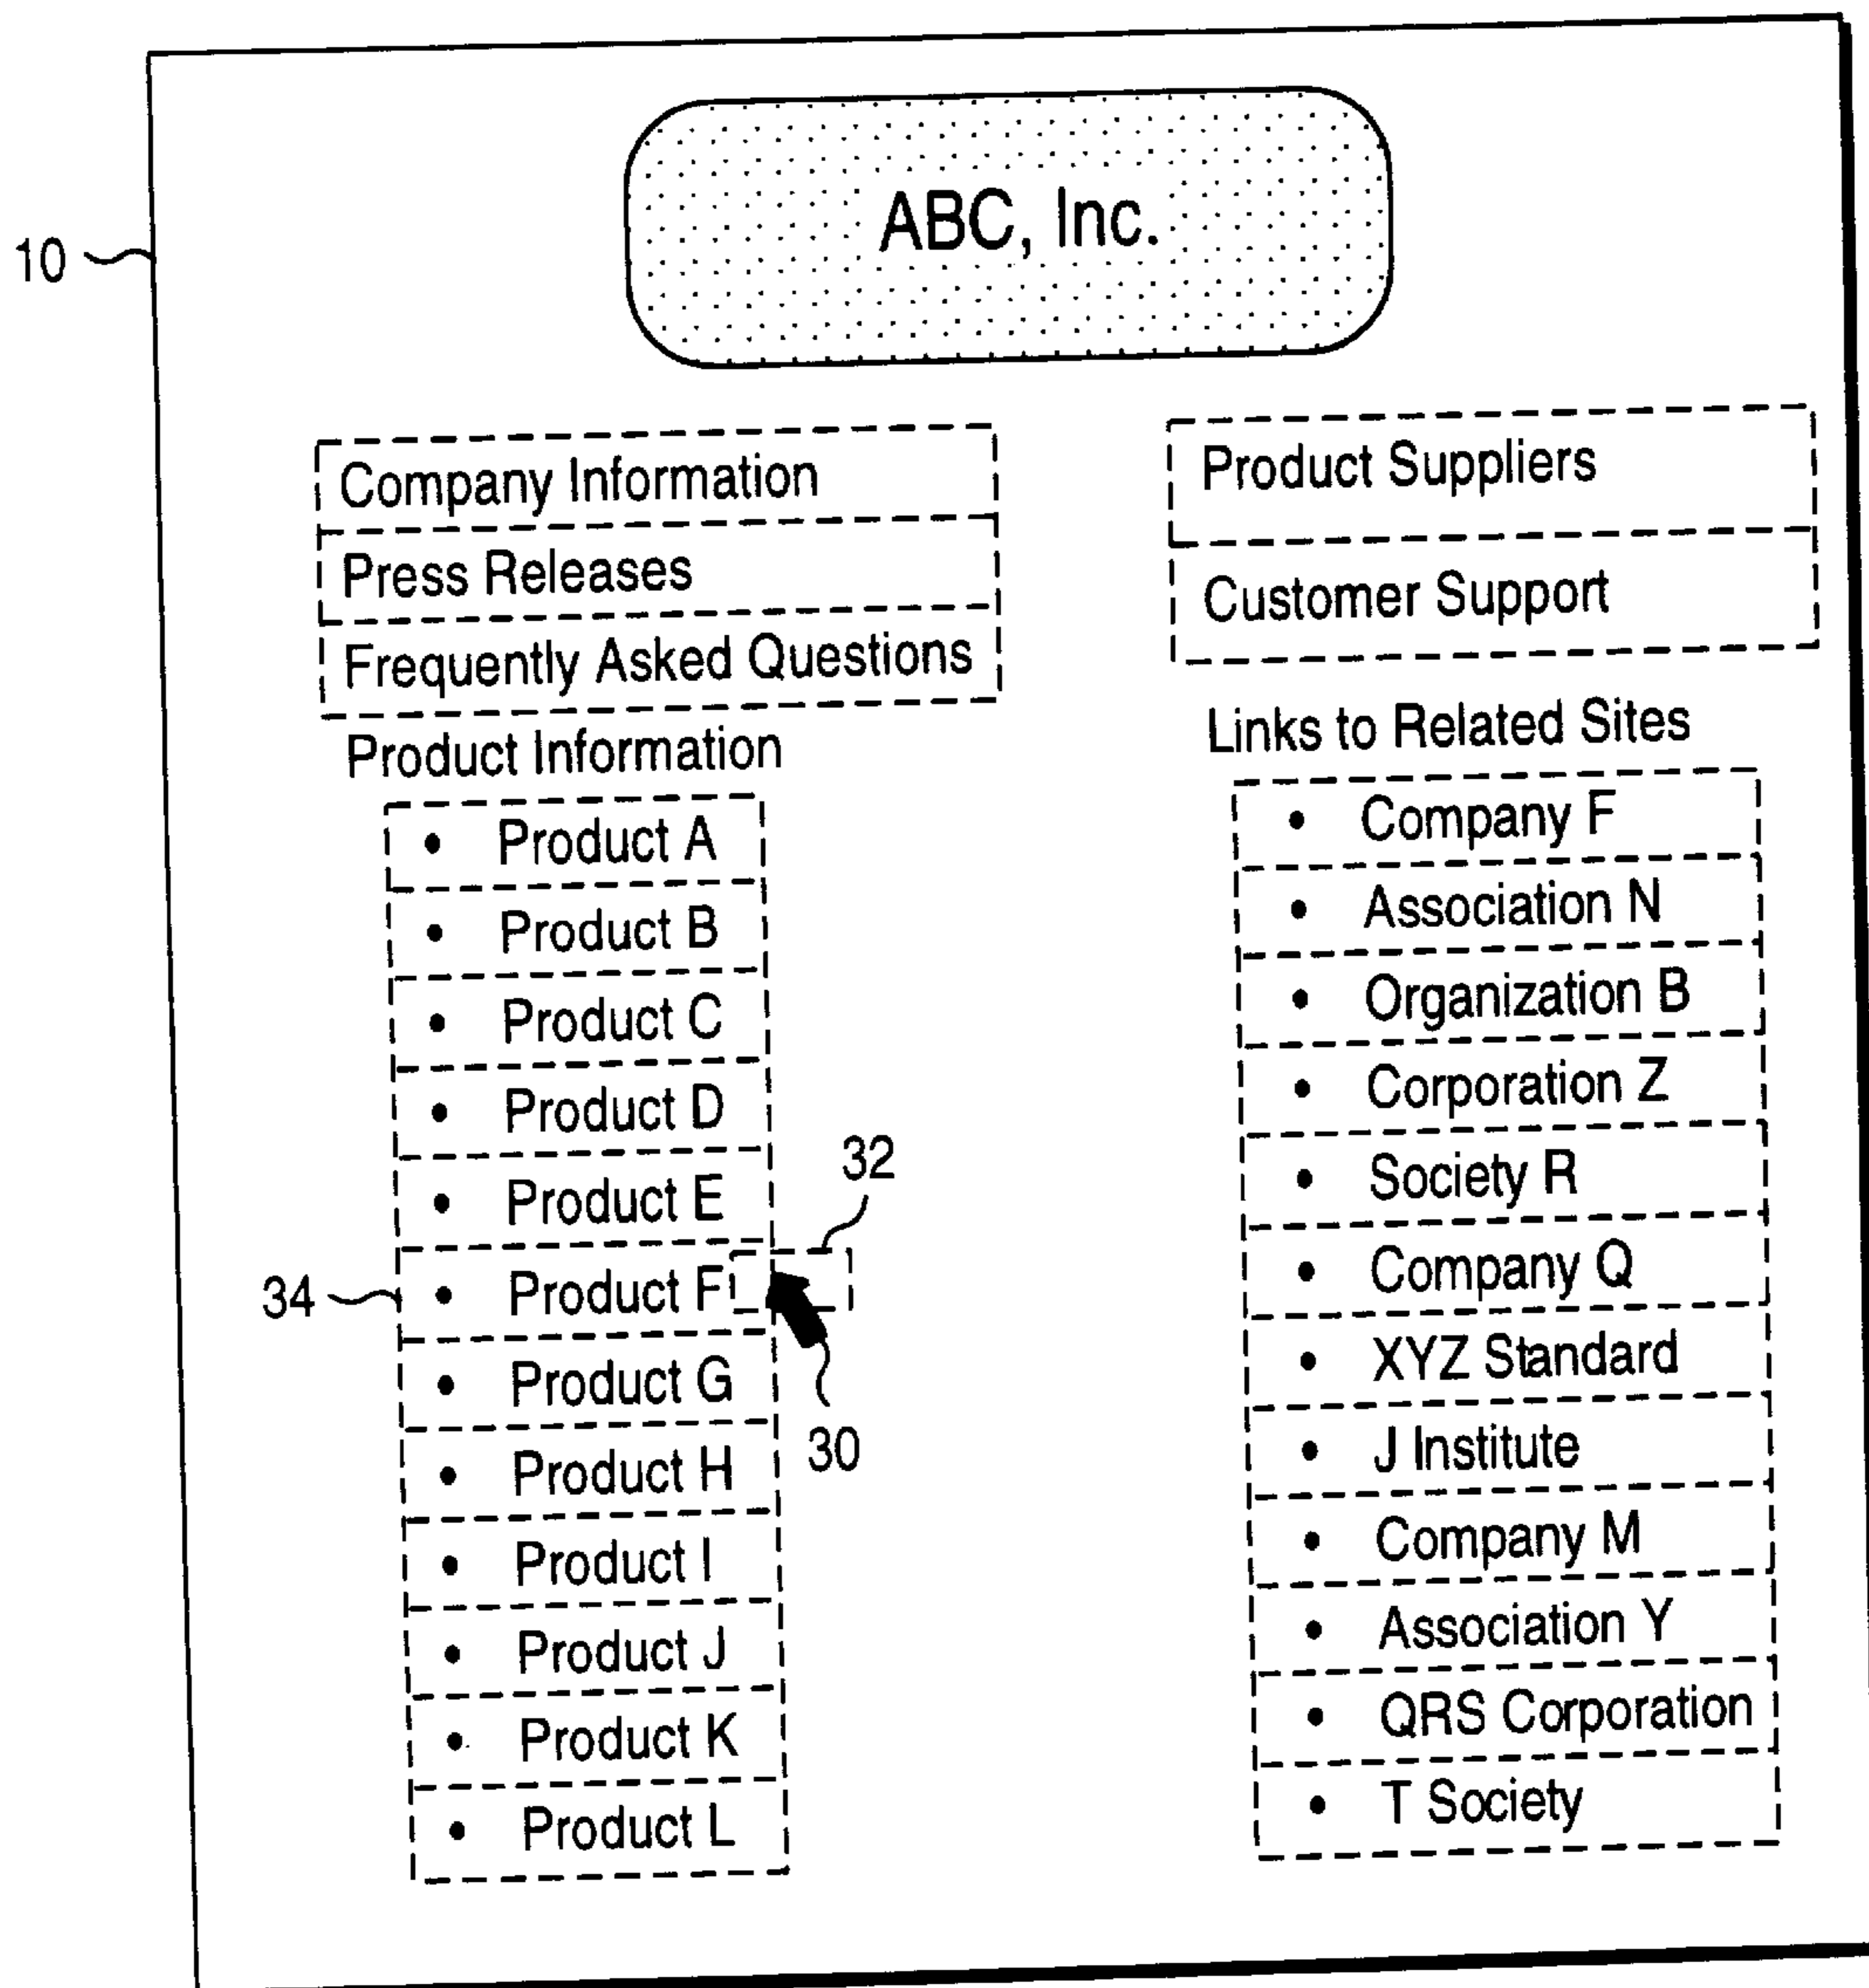 10
ABC, Inc.
Company Information
Press Releases
Frequently Asked Questions
Product Information
• Product A
• Product B
• Product C
• Product D
• Product E
34
• Product F
32
30
• Product G
• Product H
• Product I
• Product J
• Product K
• Product L
Product Suppliers
Customer Support
Links to Related Sites
• Company F
• Association N
• Organization B
• Corporation Z
• Society R
• Company Q
• XYZ Standard
• J Institute
• Company M
• Association Y
• QRS Corporation
• T Society